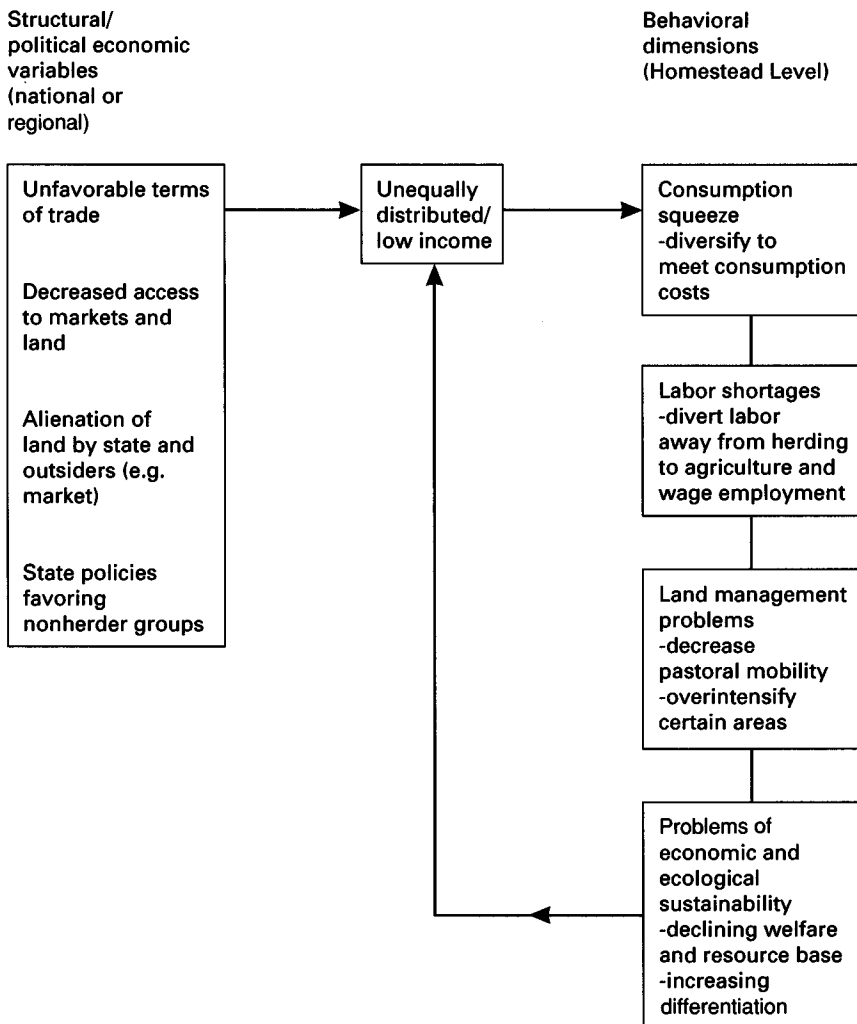 Structural/
political economic
variables
(national or
regional)
Behavioral
dimensions
(Homestead Level)
Unfavorable terms
of trade
Decreased access
to markets and
land
Alienation of
land by state and
outsiders (e.g.
market)
State policies
favoring
nonherder groups
Unequally
distributed/
low income
Consumption
squeeze
-diversify to
meet consumption
costs
Labor shortages
-divert labor
away from herding
to agriculture and
wage employment
Land management
problems
-decrease
pastoral mobility
-overintensify
certain areas
Problems of
economic and
ecological
sustainability
-declining welfare
and resource base
-increasing
differentiation